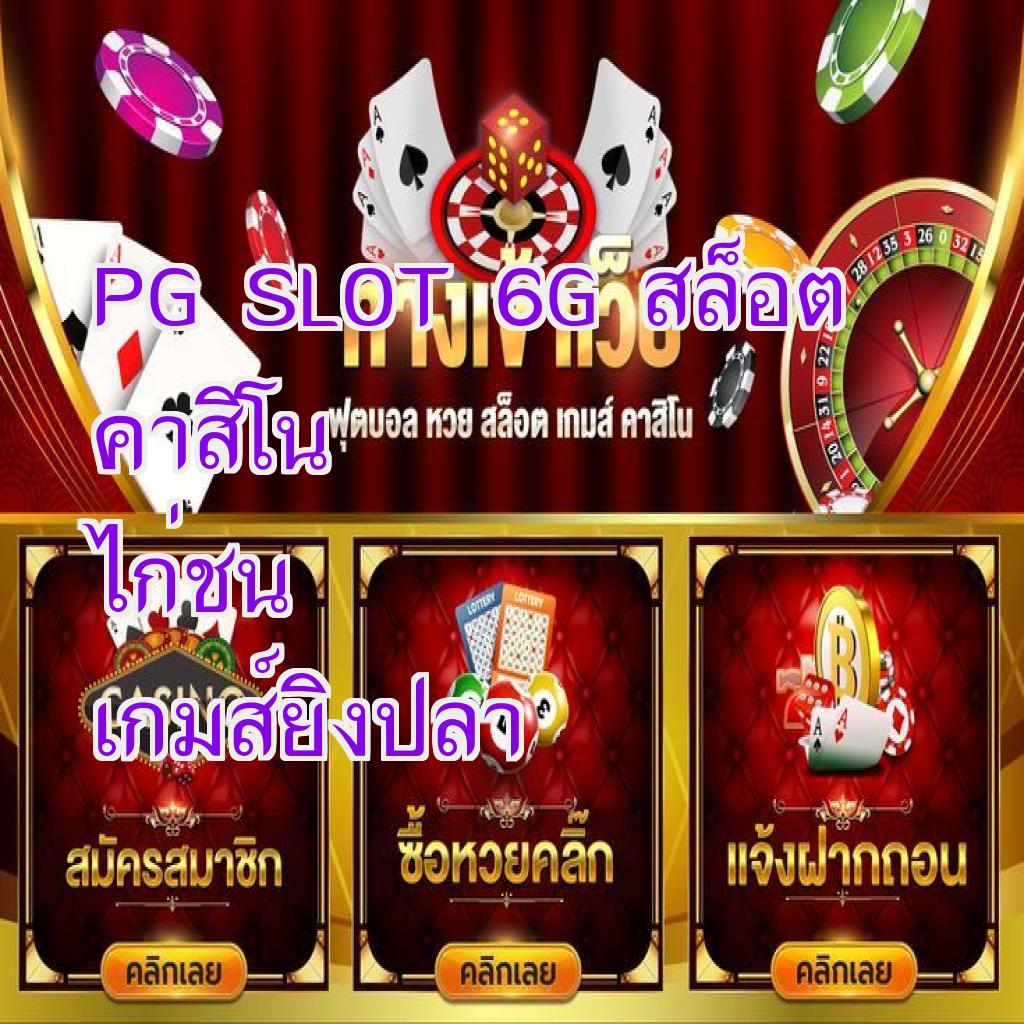 PG SLOT 6G สล็อต
ฟุตบอล หวย สล็อต เกมส์ คาสิโน
คาสิโน
ไก่ชน
เกมส์ยิงปลา
LOTTERY
LOTTERY
CASINO
สมัครสมาชิก
ซื้อหวยคลิ๊ก
แจ้งฝากถอน
คลิกเลย
คลิกเลย
คลิกเลย